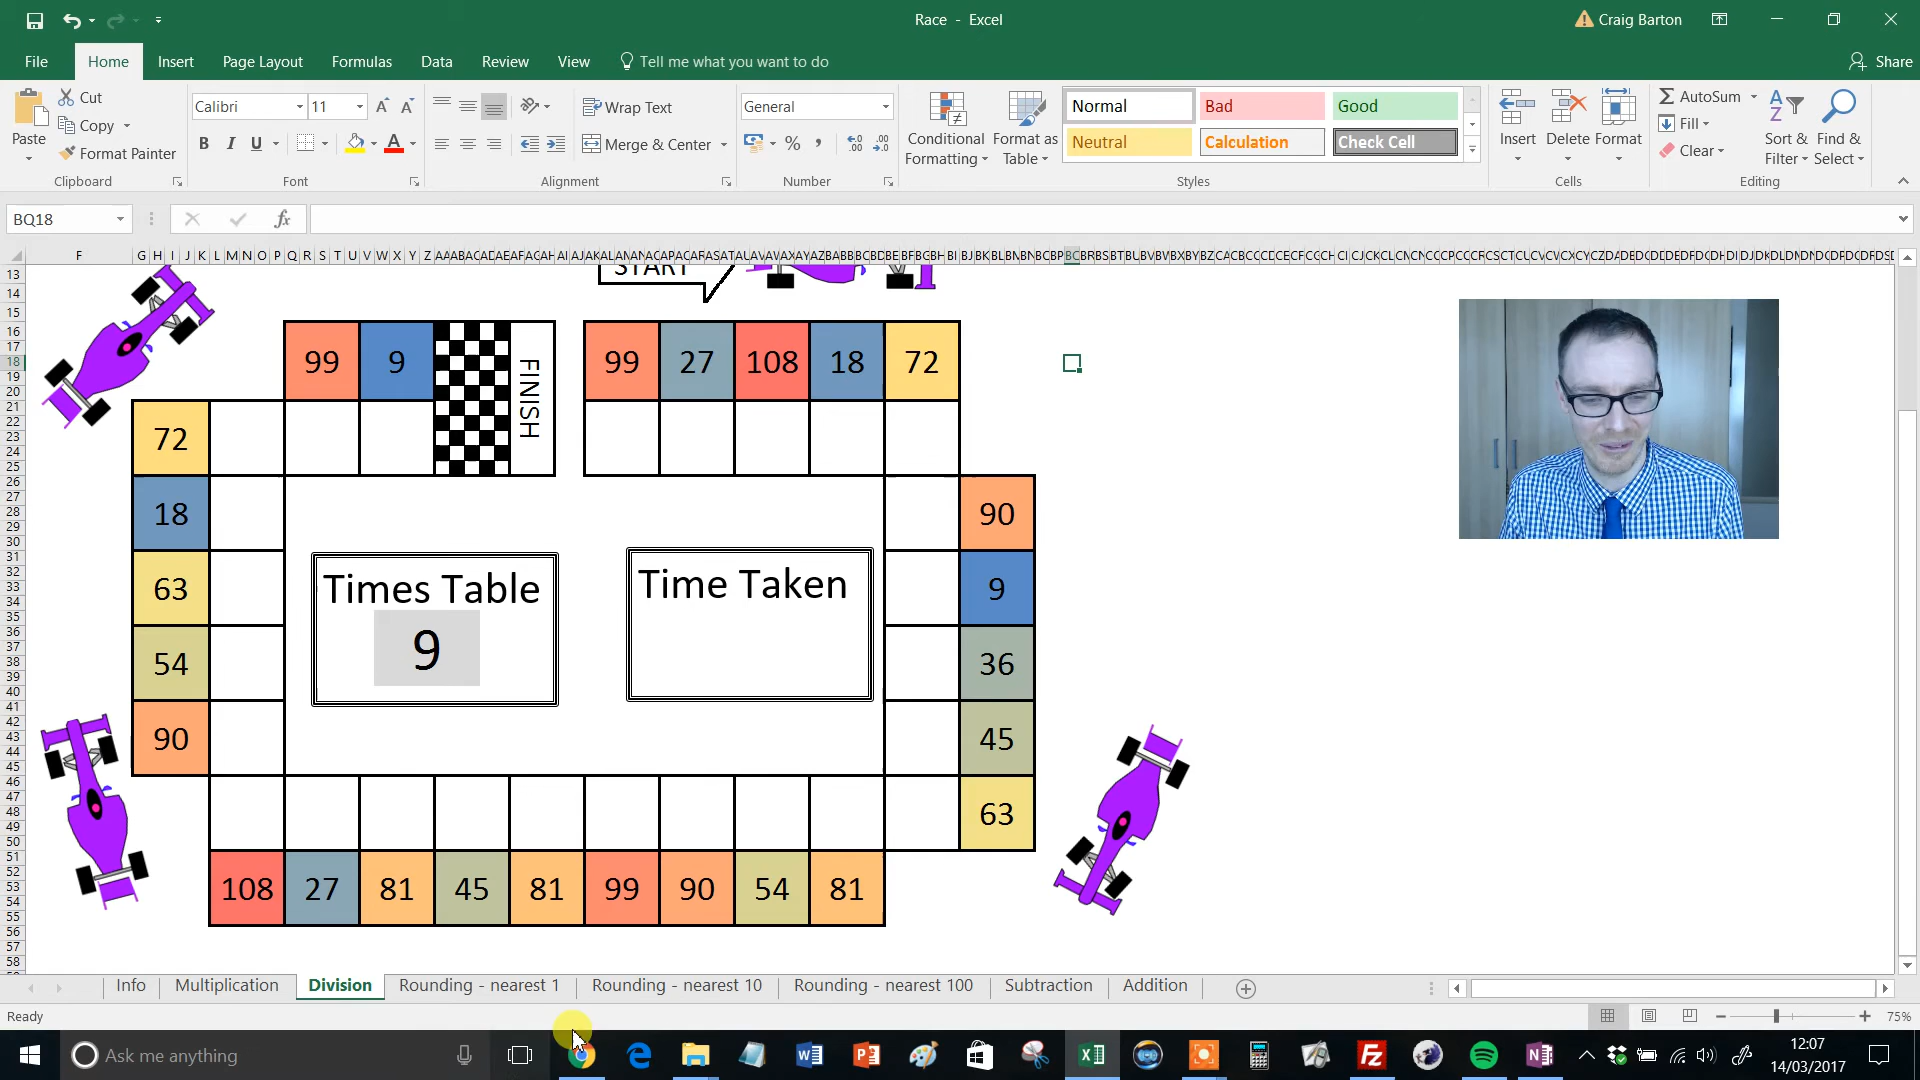 Race - Excel
Craig Barton
File Home Insert Page Layout Formulas Data Review View Tell me what you want to do
Share
Paste
Cut
Copy
Format Painter
Clipboard
Calibri 11
B I U
Font
Wrap Text
Merge & Center
Alignment
General
Number
Conditional Formatting
Format as Table
Normal Bad Good
Neutral Calculation Check Cell
Styles
Insert Delete Format
Cells
AutoSum
Fill
Clear
Sort & Filter
Find & Select
Editing
BQ18
START
99 9 FINISH 99 27 108 18 72
72
18 90
63 9
54 36
90 45
63
Times Table
9
Time Taken
108 27 81 45 81 99 90 54 81
Info Multiplication Division Rounding - nearest 1 Rounding - nearest 10 Rounding - nearest 100 Subtraction Addition
Ready
75%
Ask me anything
12:07
14/03/2017